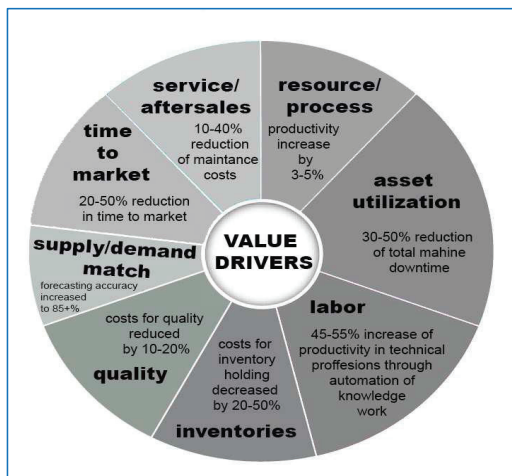 service/
aftersales
10-40%
reduction
of maintance
costs
resource/
process
productivity
increase
by
3-5%
asset
utilization
30-50% reduction
of total mahine
downtime
labor
45-55% increase of
productivity in technical
proffesions through
automation of
knowledge
work
costs for
inventory
holding
decreased
by 20-50%
inventories
costs for quality
reduced
by 10-20%
quality
supply/demand
match
forecasting accuracy
increased
to 85+%
time
to
market
20-50% reduction
in time to market
VALUE
DRIVERS